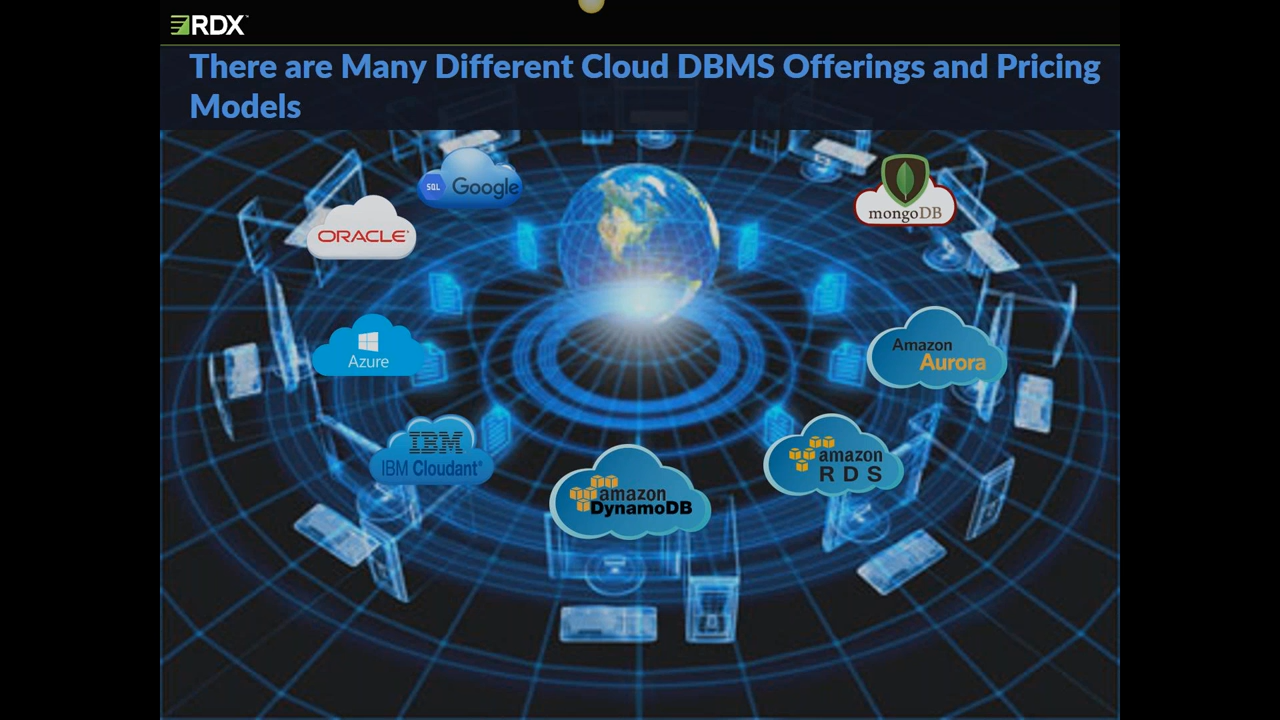 RDX
There are Many Different Cloud DBMS Offerings and Pricing
Models
SQL Google
ORACLE
mongoDB
Azure
Amazon
Aurora
IBM
IBM Cloudant
amazon
RDS
amazon
DynamoDB